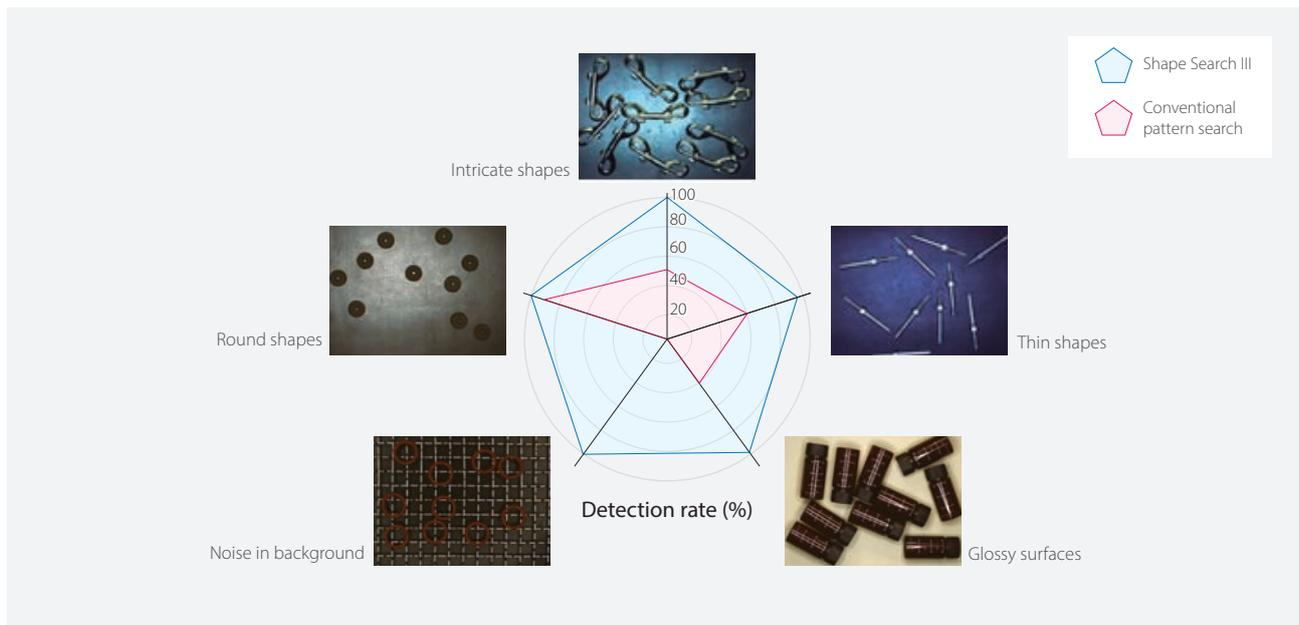 Shape Search III
Conventional
pattern search
Intricate shapes
100
80
60
40
20
Round shapes
Thin shapes
Detection rate (%)
Noise in background
Glossy surfaces